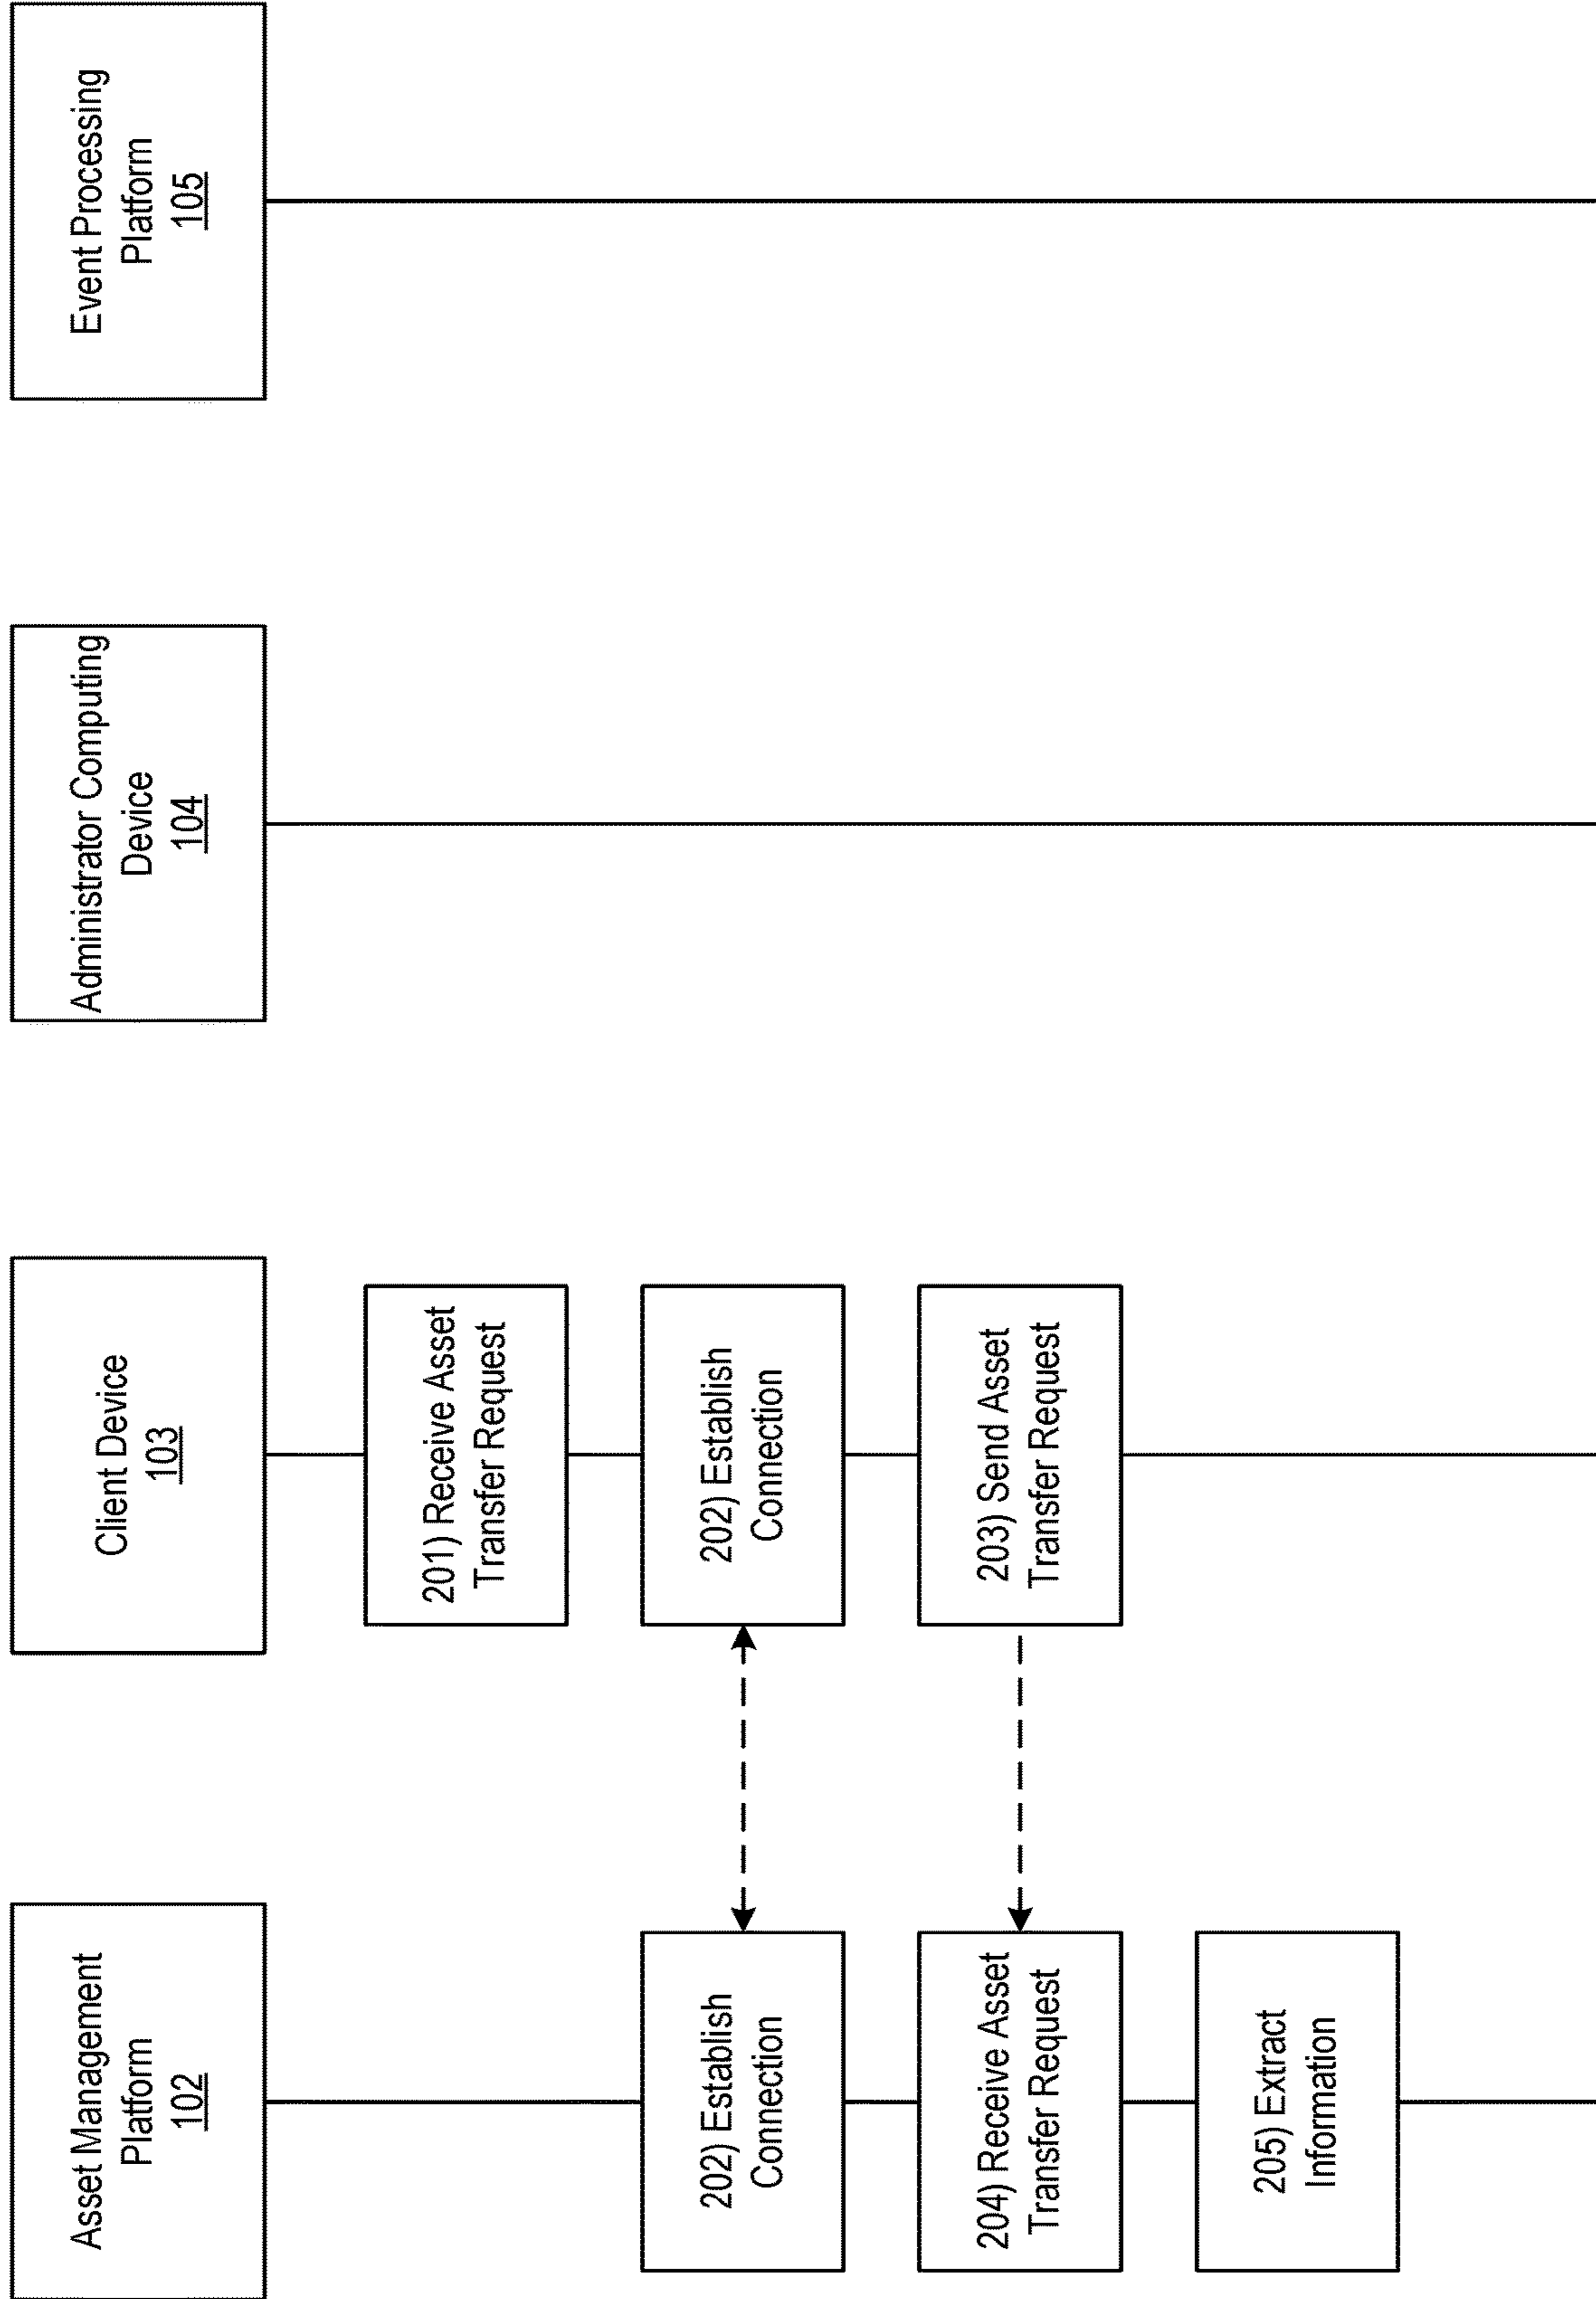 Asset Management
Platform
102
Client Device
103
Administrator Computing
Device
104
Event Processing
Platform
105
201) Receive Asset
Transfer Request
202) Establish
Connection
202) Establish
Connection
204) Receive Asset
Transfer Request
203) Send Asset
Transfer Request
205) Extract
Information